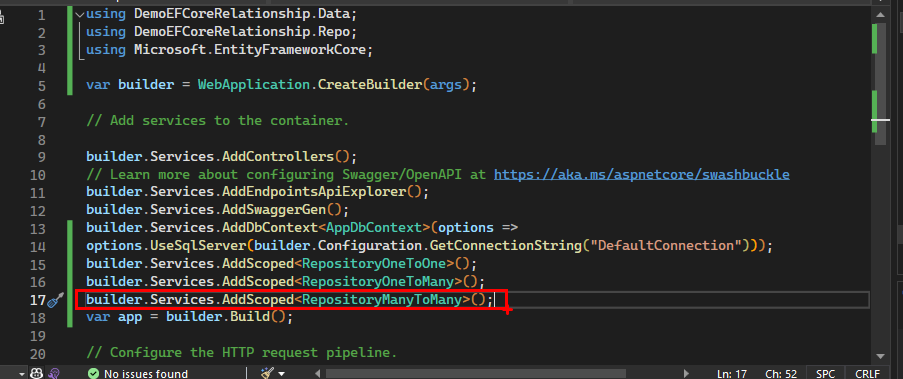 1 using DemoEFCoreRelationship.Data;
2 using DemoEFCoreRelationship.Repo;
3 using Microsoft.EntityFrameworkCore;
4
5 var builder = WebApplication.CreateBuilder(args);
6
7 // Add services to the container.
8
9 builder.Services.AddControllers();
10 // Learn more about configuring Swagger/OpenAPI at https://aka.ms/aspnetcore/swashbuckle
11 builder.Services.AddEndpointsApiExplorer();
12 builder.Services.AddSwaggerGen();
13 builder.Services.AddDbContext<AppDbContext>(options =>
14 options.UseSqlServer(builder.Configuration.GetConnectionString("DefaultConnection")));
15 builder.Services.AddScoped<RepositoryOneToOne>();
16 builder.Services.AddScoped<RepositoryOneToMany>();
17 builder.Services.AddScoped<RepositoryManyToMany>();
18 var app = builder.Build();
19
20 // Configure the HTTP request pipeline.
No issues found Ln: 17 Ch: 52 SPC CRLF